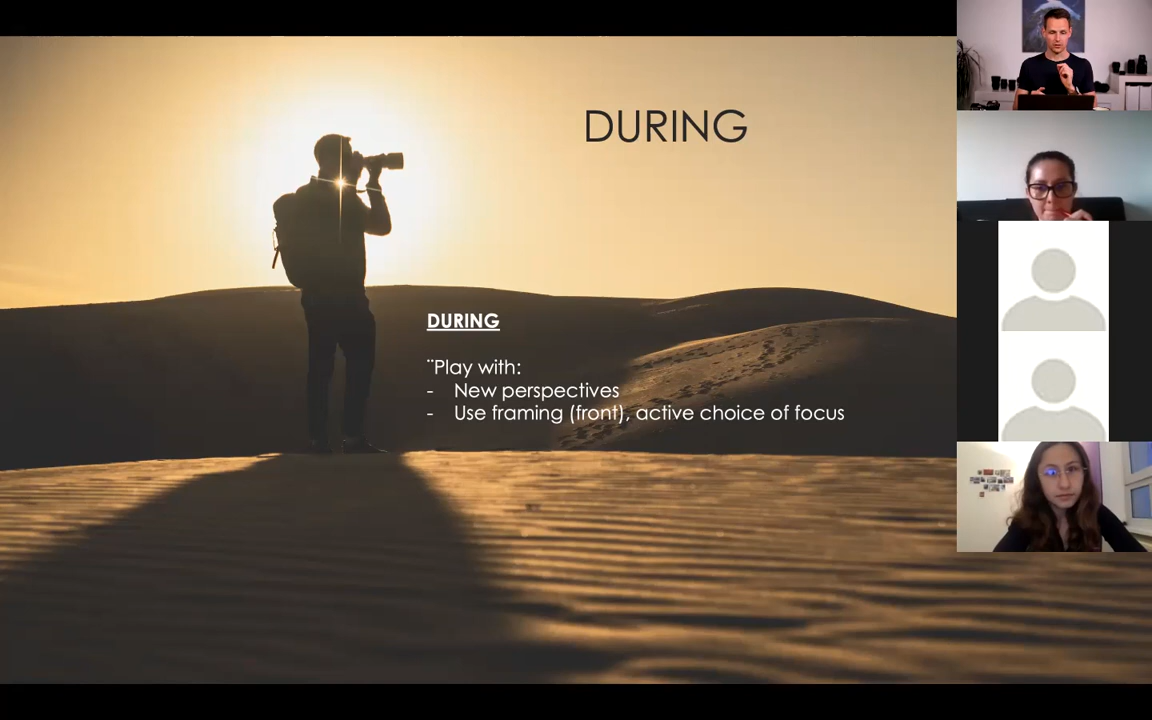 DURING
DURING
¨Play with:
- New perspectives
- Use framing (front), active choice of focus